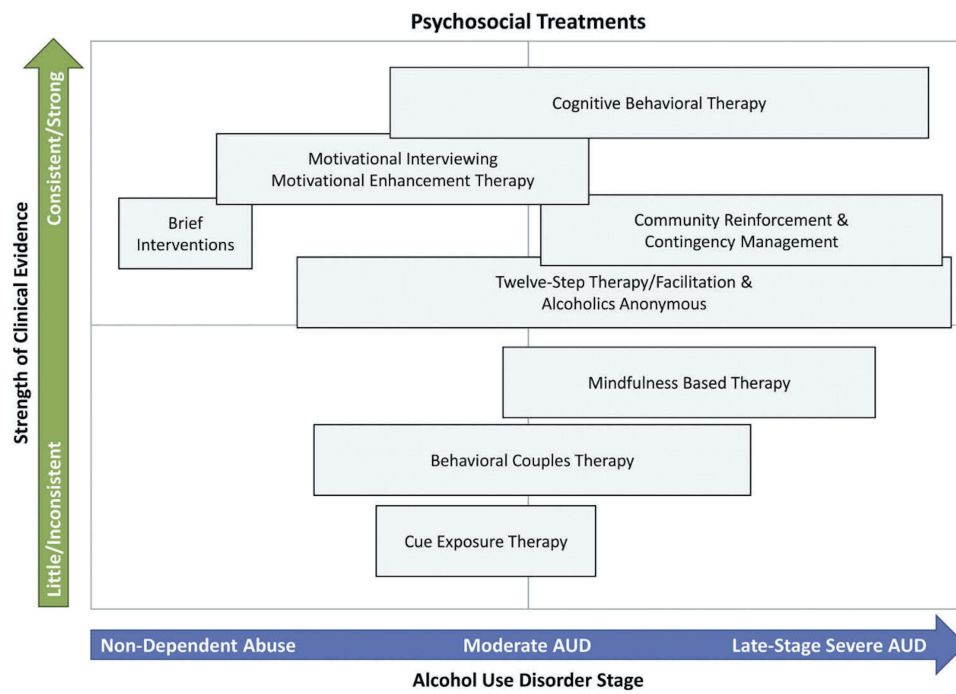 Psychosocial Treatments
Strength of Clinical Evidence
Consistent/Strong
Little/Inconsistent
Cognitive Behavioral Therapy
Motivational Interviewing
Motivational Enhancement Therapy
Brief
Interventions
Community Reinforcement &
Contingency Management
Twelve-Step Therapy/Facilitation &
Alcoholics Anonymous
Mindfulness Based Therapy
Behavioral Couples Therapy
Cue Exposure Therapy
Non-Dependent Abuse
Moderate AUD
Late-Stage Severe AUD
Alcohol Use Disorder Stage